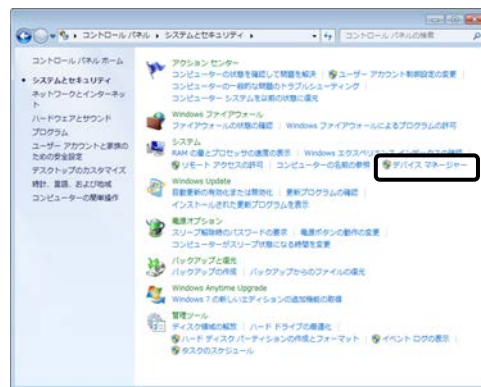 コントロール パネル ▸ システムとセキュリティ ▸
コントロール パネルの検索
コントロール パネル ホーム
システムとセキュリティ
ネットワークとインターネッ
ト
ハードウェアとサウンド
プログラム
ユーザー アカウントと家族の
ための安全設定
デスクトップのカスタマイズ
時計、言語、および地域
コンピューターの簡単操作
アクション センター
コンピューターの状態を確認して問題を解決 ユーザー アカウント制御設定の変更
コンピューターの一般的な問題のトラブルシューティング
コンピューター システムを以前の状態に復元
Windows ファイアウォール
ファイアウォールの状態の確認 Windows ファイアウォールによるプログラムの許可
システム
RAM の量とプロセッサの速度の表示 Windows エクスペリエンス インデックスの確認
リモート アクセスの許可 コンピューターの名前の参照 デバイス マネージャー
Windows Update
自動更新の有効化または無効化 更新プログラムの確認
インストールされた更新プログラムを表示
電源オプション
スリープ解除時のパスワードの要求 電源ボタンの動作の変更
コンピューターがスリープ状態になる時間を変更
バックアップと復元
バックアップの作成 バックアップからのファイルの復元
Windows Anytime Upgrade
Windows 7 の新しいエディションの追加機能の取得
管理ツール
ディスク領域の解放 ハード ドライブの最適化
ハード ディスク パーティションの作成とフォーマット イベント ログの表示
タスクのスケジュール